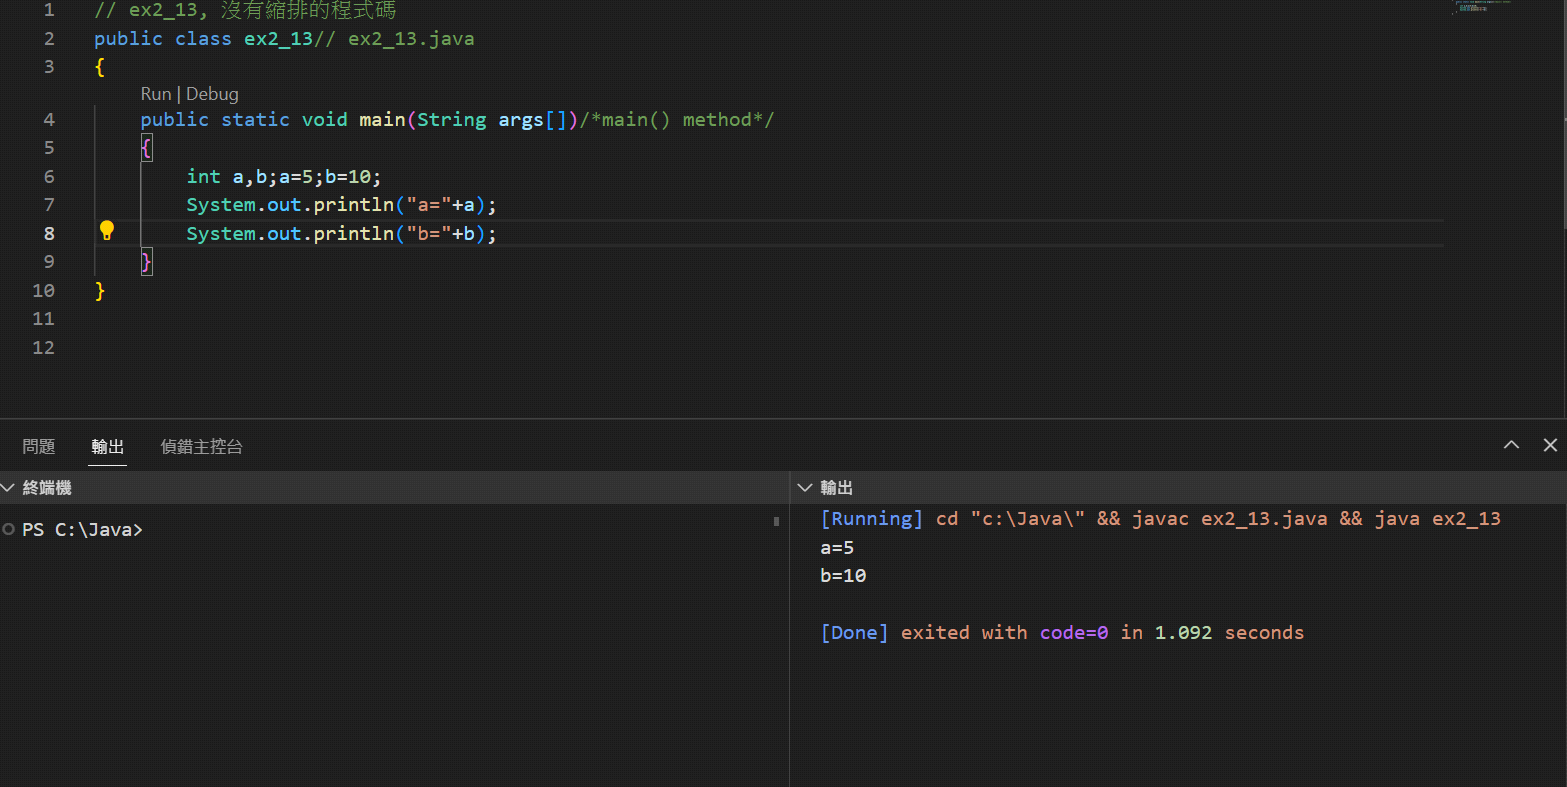 1 // ex2_13, 沒有縮排的程式碼
2 public class ex2_13// ex2_13.java
3 {
Run | Debug
4 public static void main(String args[])/*main() method*/
5 {
6 int a,b;a=5;b=10;
7 System.out.println("a="+a);
8 System.out.println("b="+b);
9 }
10 }
11
12
問題 輸出 偵錯主控台
終端機
PS C:\Java>
輸出
[Running] cd "c:\Java\" && javac ex2_13.java && java ex2_13
a=5
b=10
[Done] exited with code=0 in 1.092 seconds